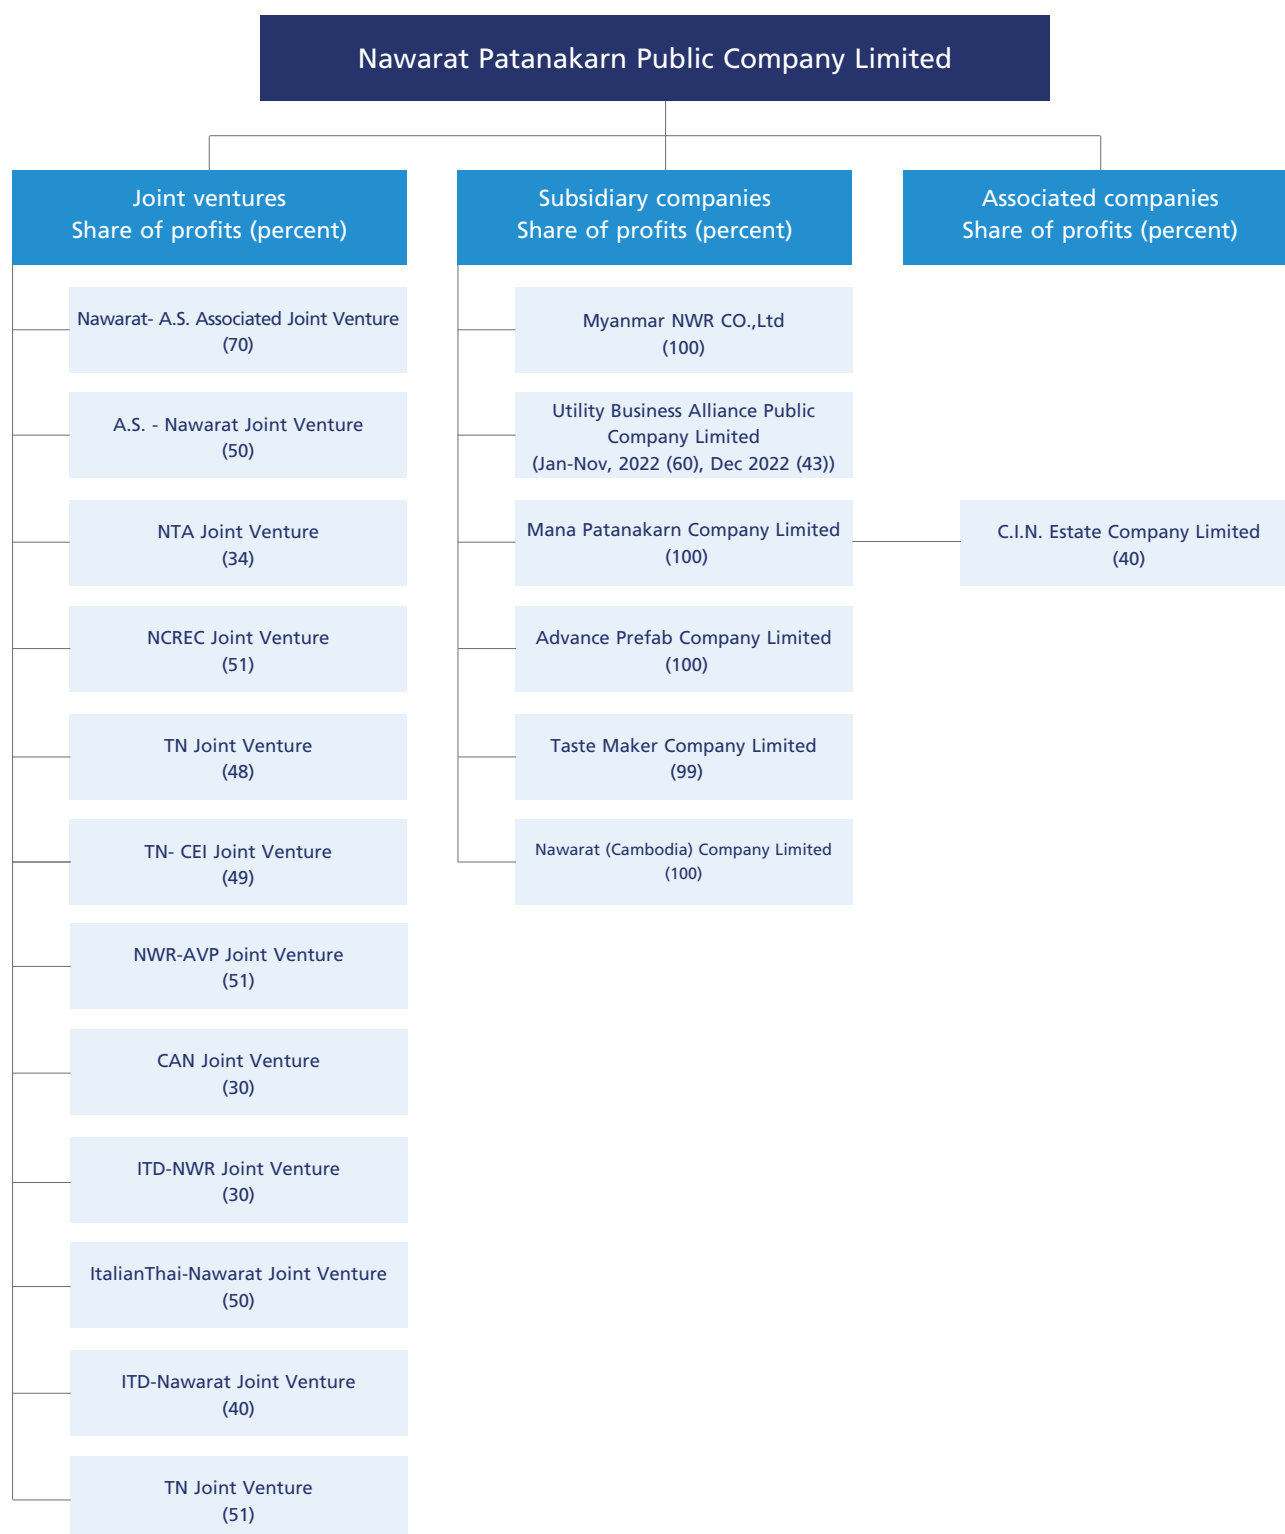 Nawarat Patanakarn Public Company Limited
Joint ventures
Share of profits (percent)
Nawarat- A.S. Associated Joint Venture
(70)
A.S. - Nawarat Joint Venture
(50)
NTA Joint Venture
(34)
NCREC Joint Venture
(51)
TN Joint Venture
(48)
TN- CEI Joint Venture
(49)
NWR-AVP Joint Venture
(51)
CAN Joint Venture
(30)
ITD-NWR Joint Venture
(30)
ItalianThai-Nawarat Joint Venture
(50)
ITD-Nawarat Joint Venture
(40)
TN Joint Venture
(51)
Subsidiary companies
Share of profits (percent)
Myanmar NWR CO.,Ltd
(100)
Utility Business Alliance Public
Company Limited
(Jan-Nov, 2022 (60), Dec 2022 (43))
Mana Patanakarn Company Limited
(100)
Advance Prefab Company Limited
(100)
Taste Maker Company Limited
(99)
Nawarat (Cambodia) Company Limited
(100)
Associated companies
Share of profits (percent)
C.I.N. Estate Company Limited
(40)